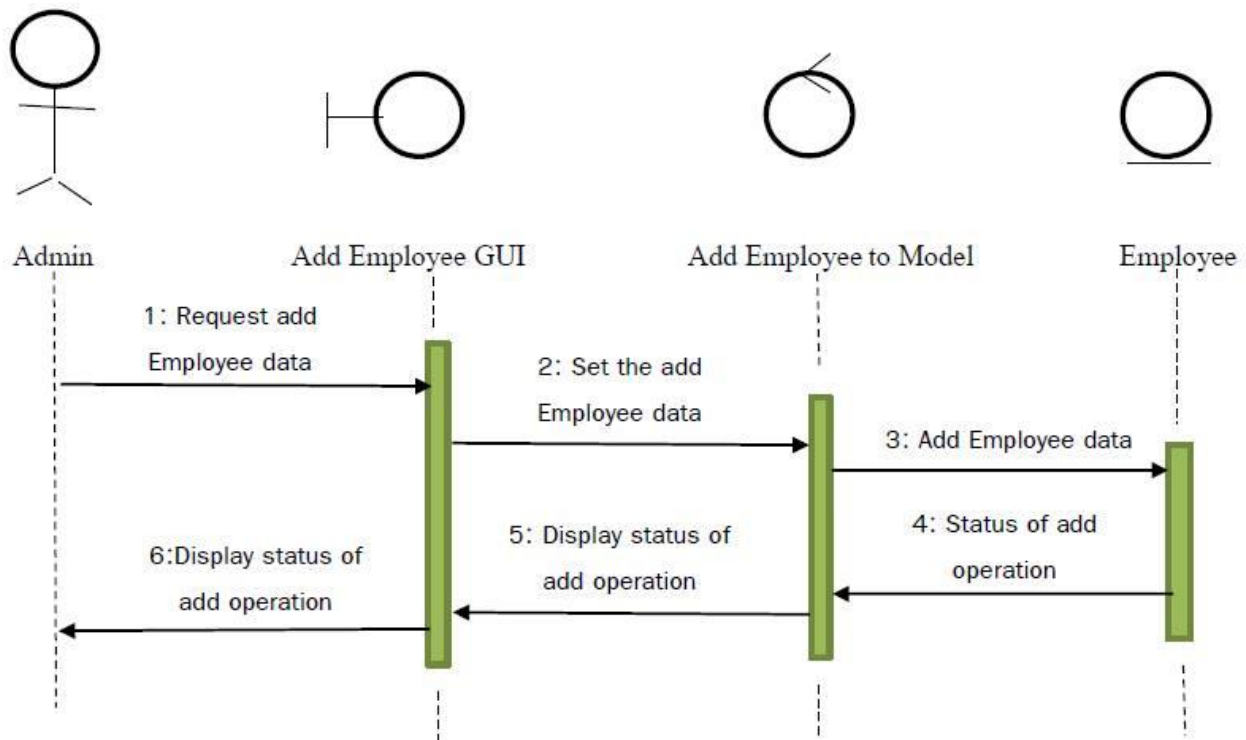 Admin
Add Employee GUI
Add Employee to Model
Employee
1: Request add
Employee data
2: Set the add
Employee data
3: Add Employee data
4: Status of add
operation
5: Display status of
add operation
6:Display status of
add operation